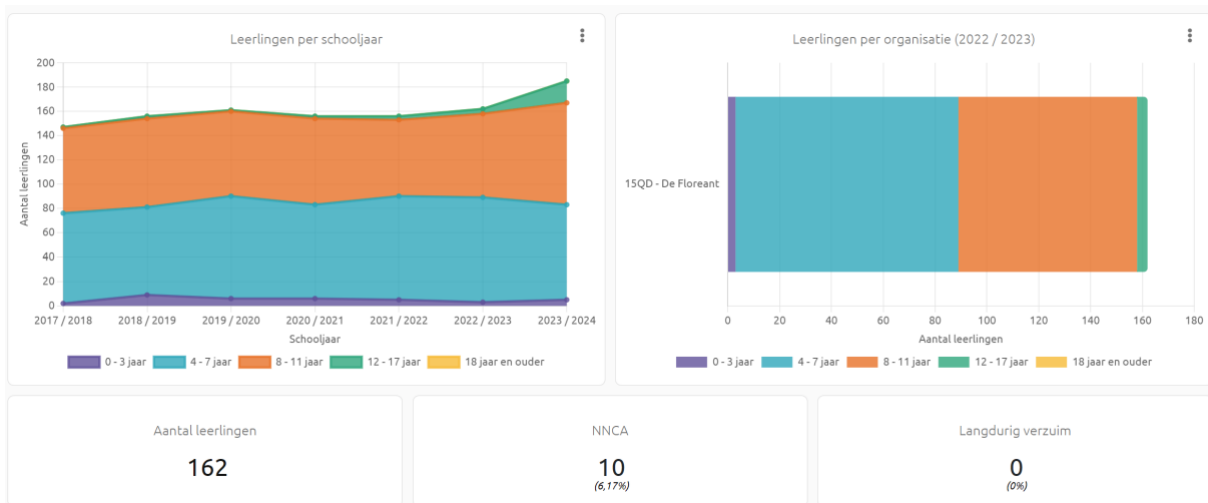 Leerlingen per schooljaar
200
180
160
140
120
100
80
60
40
20
0
Aantal leerlingen
2017 / 2018 2018 / 2019 2019 / 2020 2020 / 2021 2021 / 2022 2022 / 2023 2023 / 2024
Schooljaar
0 - 3 jaar 4 - 7 jaar 8 - 11 jaar 12 - 17 jaar 18 jaar en ouder
Leerlingen per organisatie (2022 / 2023)
15QD - De Floreant
0 20 40 60 80 100 120 140 160 180
Aantal leerlingen
0 - 3 jaar 4 - 7 jaar 8 - 11 jaar 12 - 17 jaar 18 jaar en ouder
Aantal leerlingen
162
NNCA
10
(6,17%)
Langdurig verzuim
0
(0%)